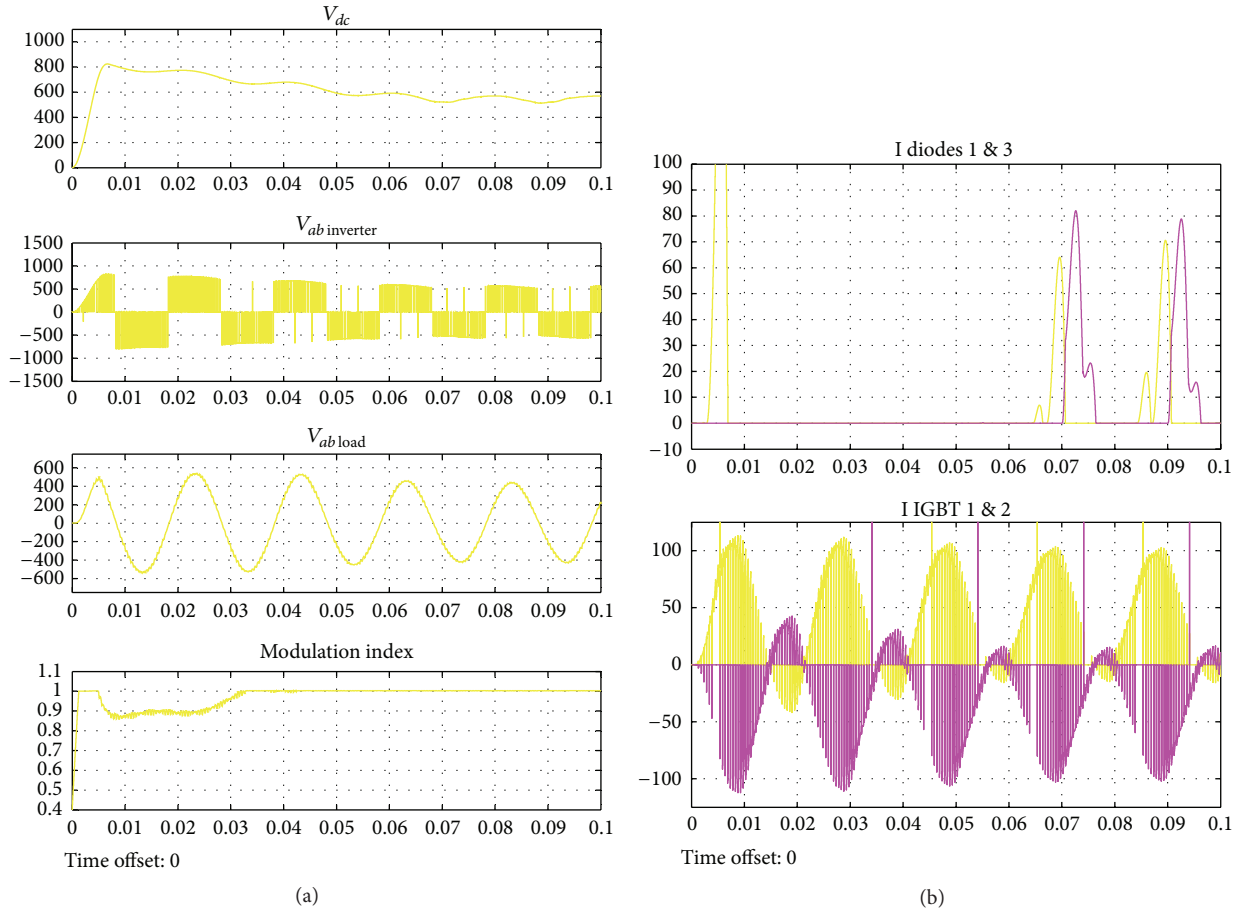 V_dc
1000
800
600
400
200
0
0 0.01 0.02 0.03 0.04 0.05 0.06 0.07 0.08 0.09 0.1
V_ab inverter
1500
1000
500
0
−500
−1000
−1500
0 0.01 0.02 0.03 0.04 0.05 0.06 0.07 0.08 0.09 0.1
V_ab load
600
400
200
0
−200
−400
−600
0 0.01 0.02 0.03 0.04 0.05 0.06 0.07 0.08 0.09 0.1
Modulation index
1.1
1
0.9
0.8
0.7
0.6
0.5
0.4
0 0.01 0.02 0.03 0.04 0.05 0.06 0.07 0.08 0.09 0.1
Time offset: 0
(a)
I diodes 1 & 3
100
90
80
70
60
50
40
30
20
10
0
−10
0 0.01 0.02 0.03 0.04 0.05 0.06 0.07 0.08 0.09 0.1
I IGBT 1 & 2
100
50
0
−50
−100
0 0.01 0.02 0.03 0.04 0.05 0.06 0.07 0.08 0.09 0.1
Time offset: 0
(b)